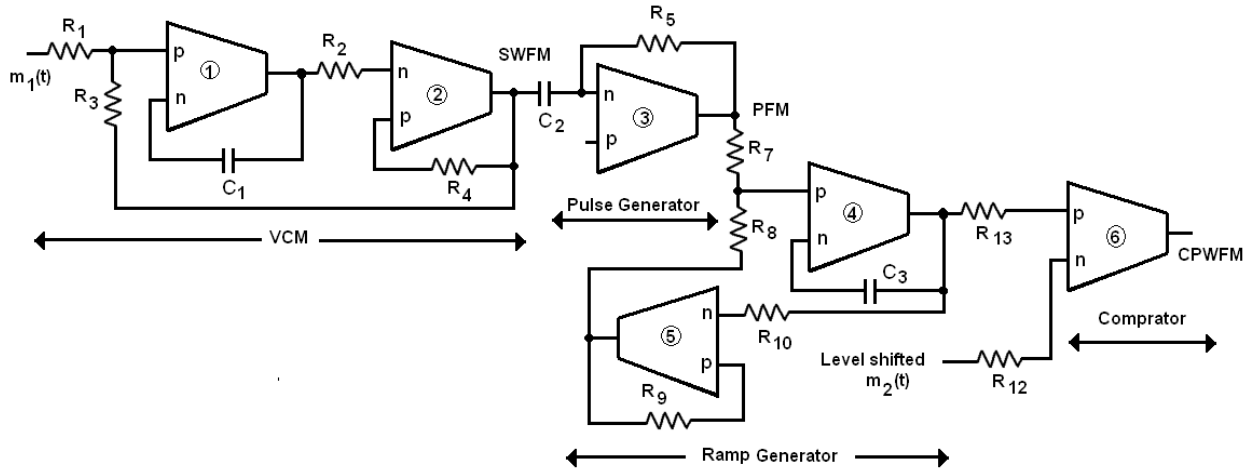 R1
m1(t)
R3
p
n
①
C1
R2
n
p
②
R4
SWFM
C2
R5
n
p
③
PFM
R7
R8
VCM
Pulse Generator
p
n
④
C3
R13
p
n
⑥
CPWFM
Comprator
n
p
⑤
R10
R9
Level shifted
m2(t)
R12
Ramp Generator